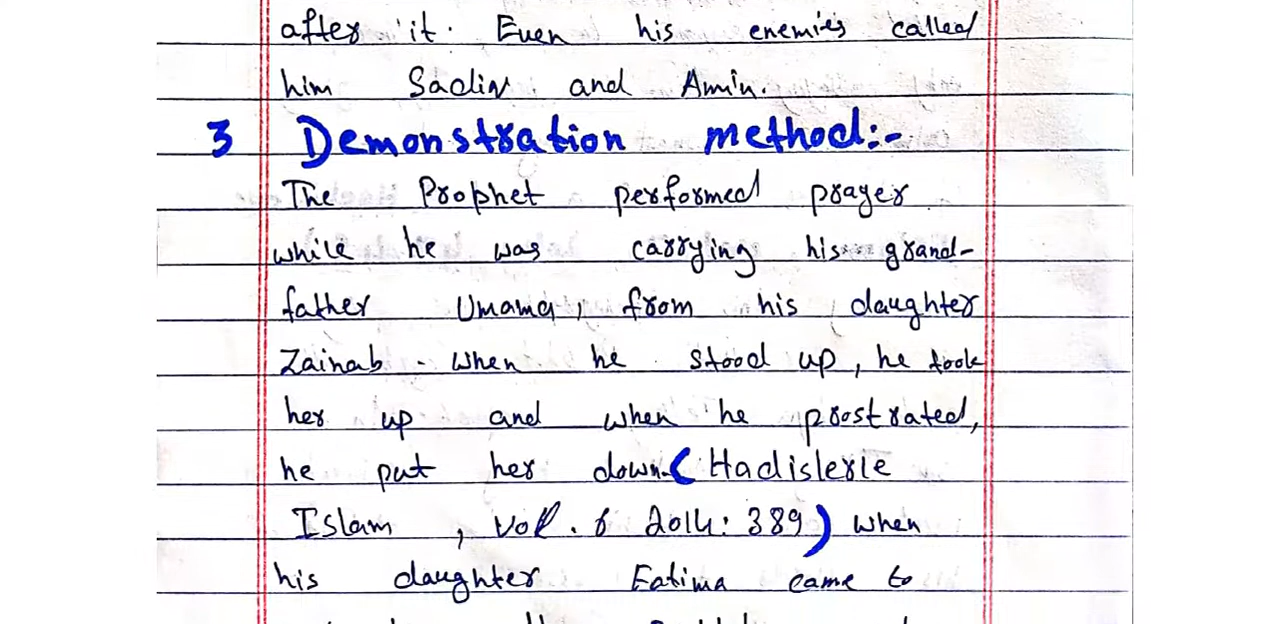 after it. Even his enemies called
him Sadiq and Amin.
3 Demonstration method:-
The Prophet performed prayer
while he was carrying his grand-
father Umama, from his daughter
Zainab. When he stood up, he took
her up and when he prostrated,
he put her down. (Hadislerle
Islam, vol. 6 2014: 389) when
his daughter Fatima came to